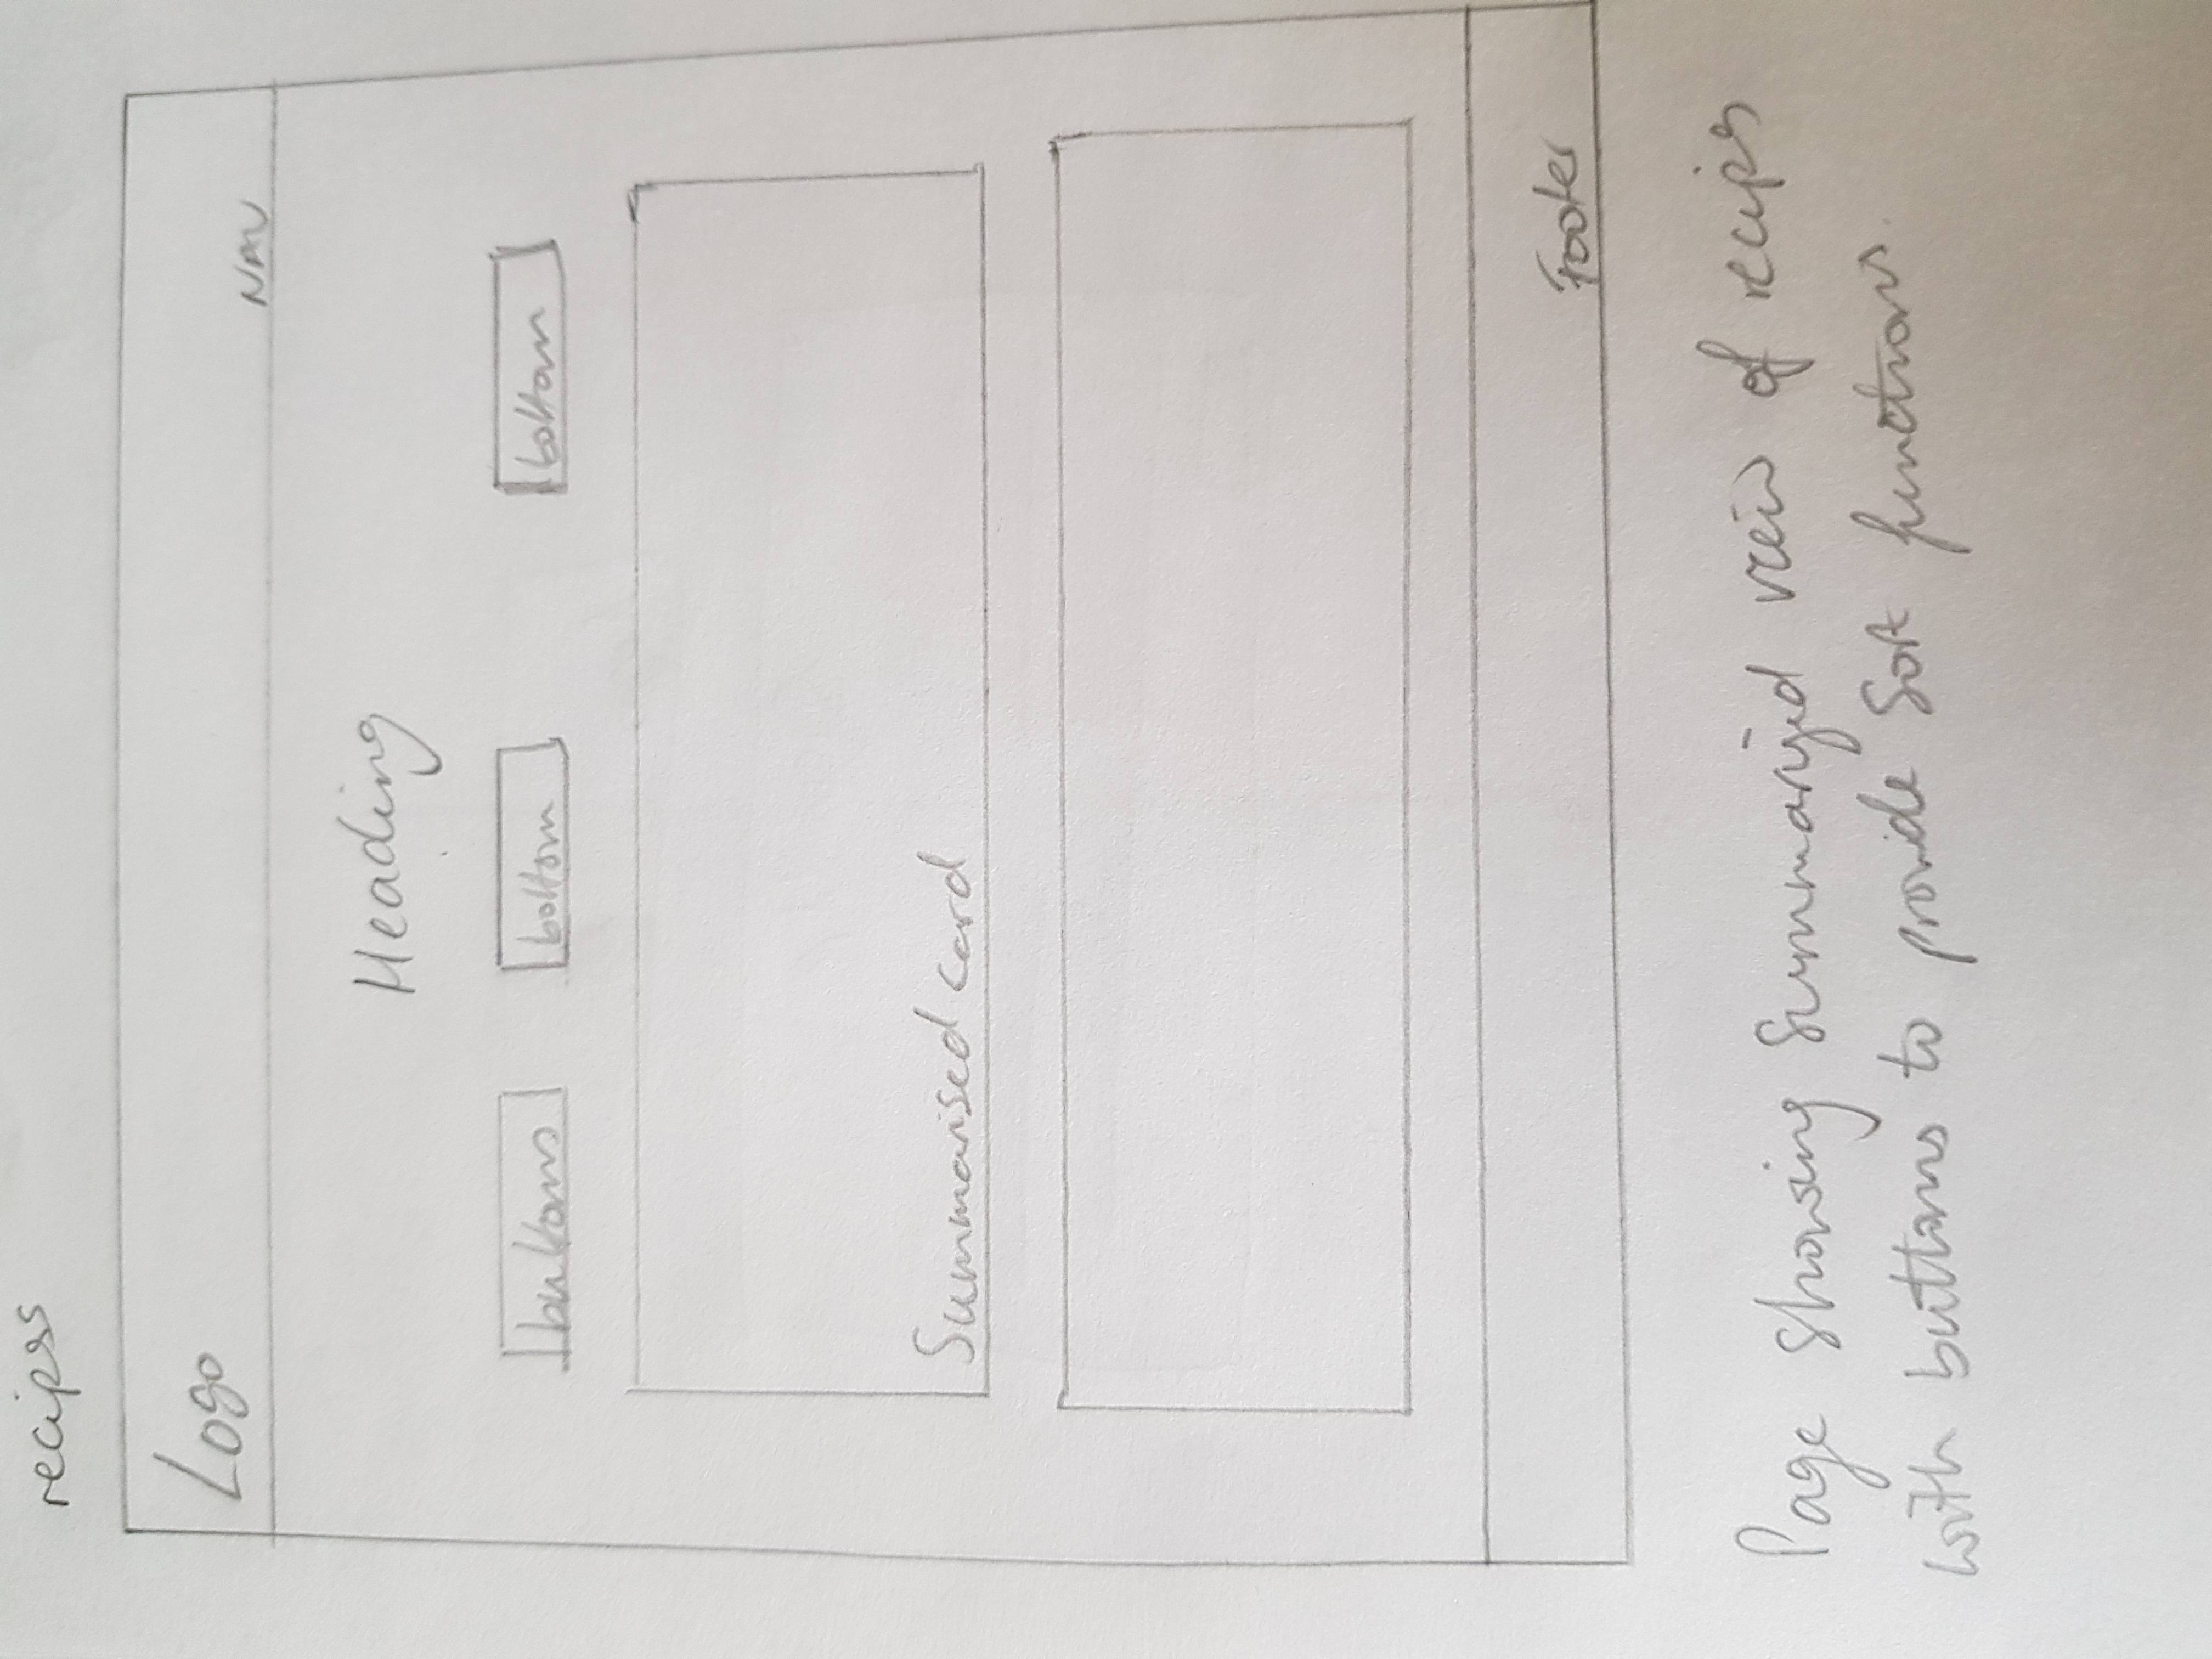 recipss
Logo
NAV
Heading
buttons bottom bottom
Summarised card
Footer
Page showing Summarized view of recips
with buttons to provide Sort functions.